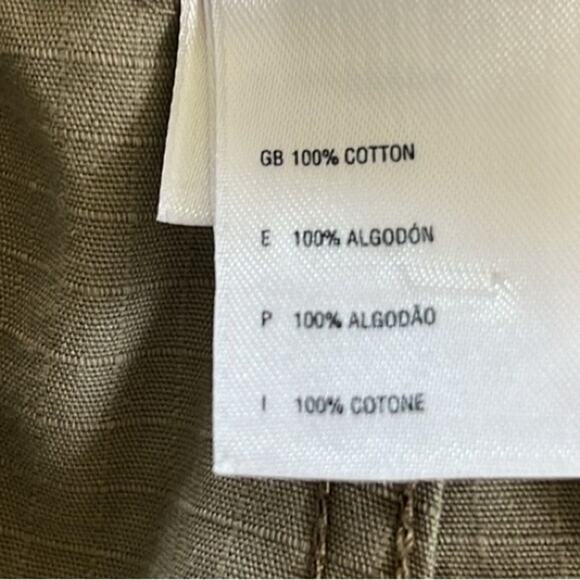 GB 100% COTTON
E 100% ALGODÓN
P 100% ALGODÃO
I 100% COTONE